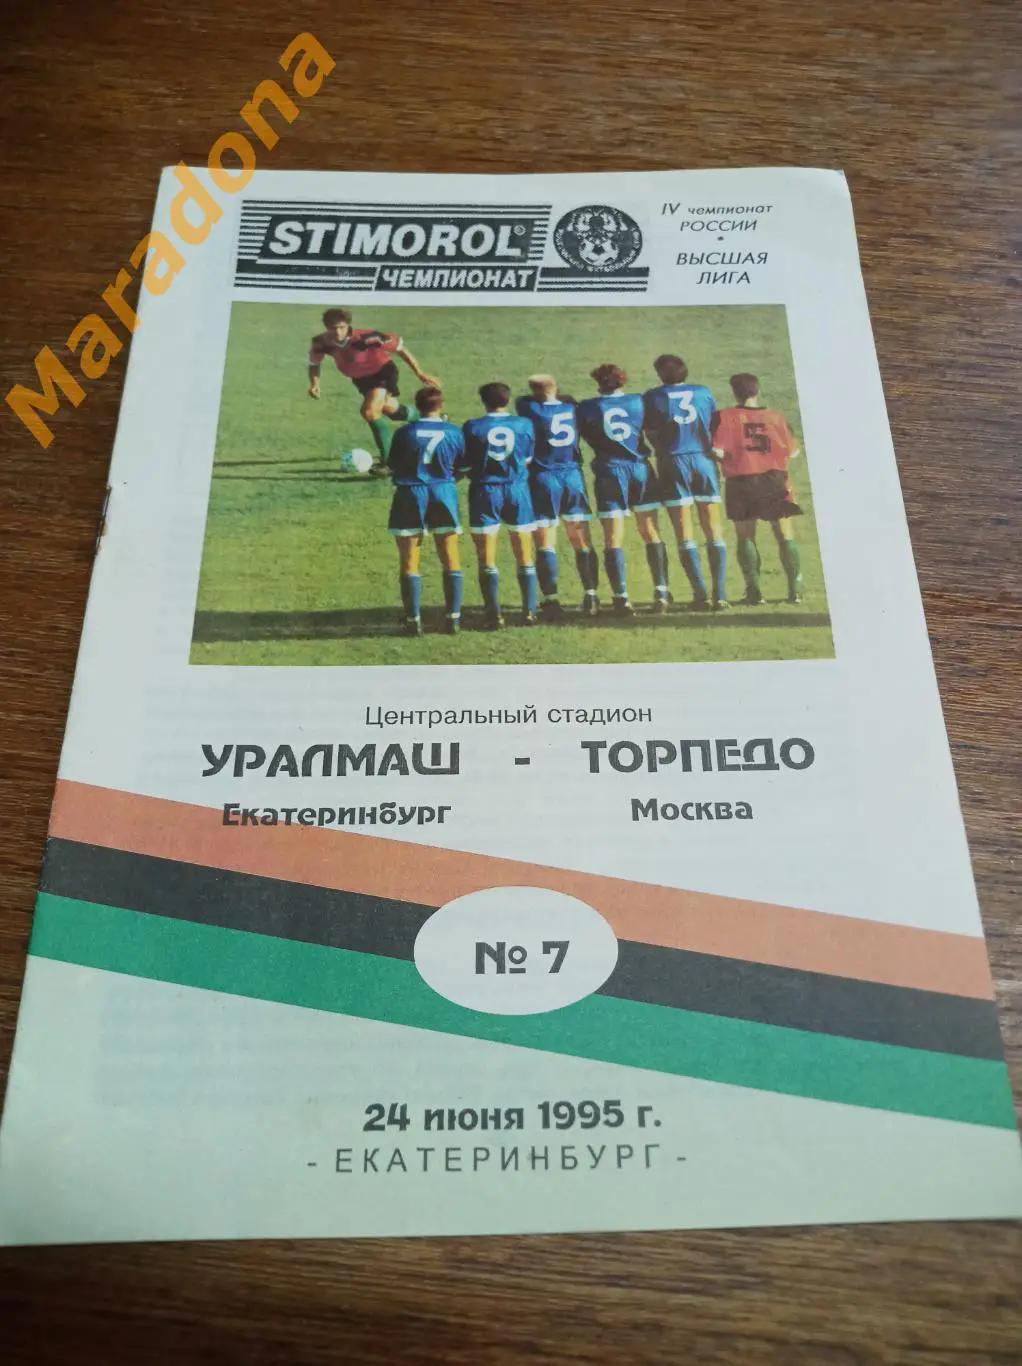 Maradona
STIMOROL®
ЧЕМПИОНАТ
IV чемпионат
РОССИИ
•
ВЫСШАЯ
ЛИГА
7 9 5 6 3 5
Центральный стадион
УРАЛМАШ - ТОРПЕДО
Екатеринбург Москва
№ 7
24 июня 1995 г.
- ЕКАТЕРИНБУРГ -